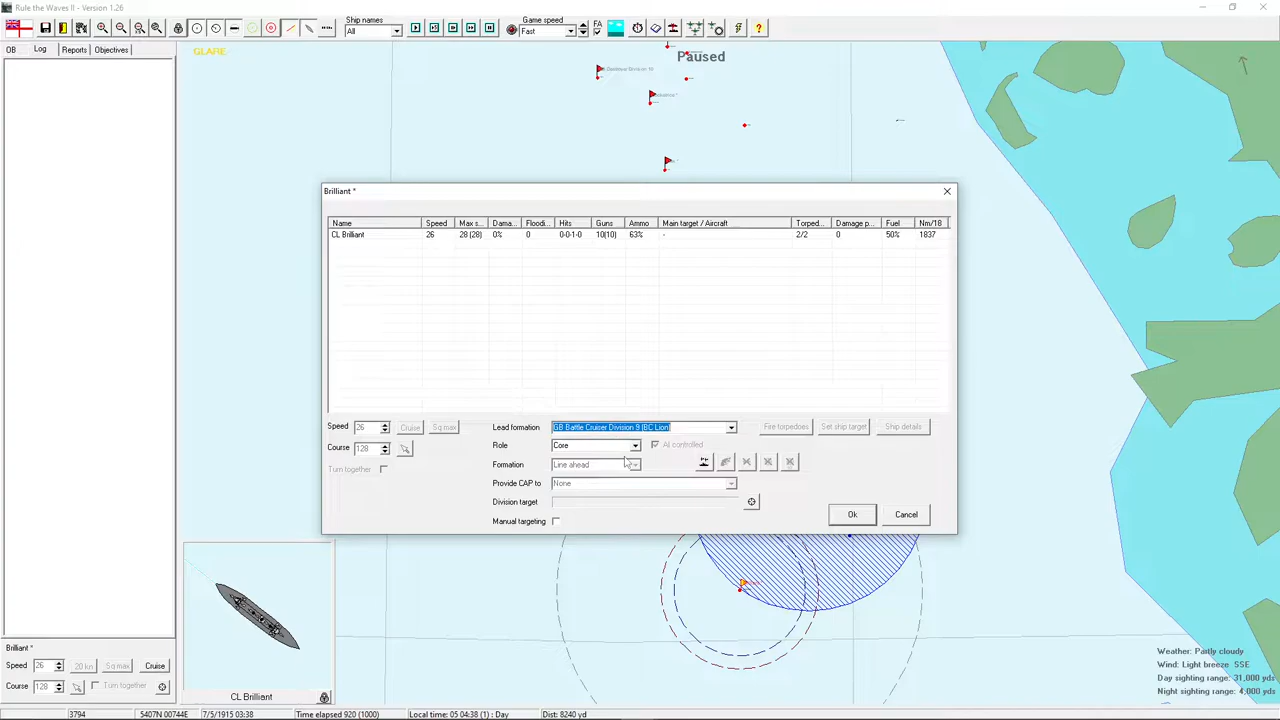 Rule the Waves II - Version 1.26
Ship names
All
Game speed
Fast
FA
OB Log Reports Objectives
GLARE
Paused
Brilliant *
Name Speed Max s... Dama... Floodi... Hits Guns Ammo Main target / Aircraft Torped... Damage p... Fuel Nm/18
CL Brilliant 26 28 (28) 0% 0 0-0-1-0 10(10) 63% - 2/2 0 50% 1837
Speed 26 Cruise Sq max Lead formation GB Battle Cruiser Division 9 (BC Lion) Fire torpedoes Set ship target Ship details
Course 128 Role Core AI controlled
Turn together Formation Line ahead
Provide CAP to None
Division target
Manual targeting
Ok Cancel
Brilliant *
Speed 26 20 kn Sq max Cruise
Course 128 Turn together
CL Brilliant
Weather: Partly cloudy
Wind: Light breeze SSE
Day sighting range: 31,000 yds
Night sighting range: 4,000 yds
3794 5407N 00744E 7/5/1915 03:38 Time elapsed 920 (1000) Local time: 05 04:38 (1) : Day Dist: 8240 yd